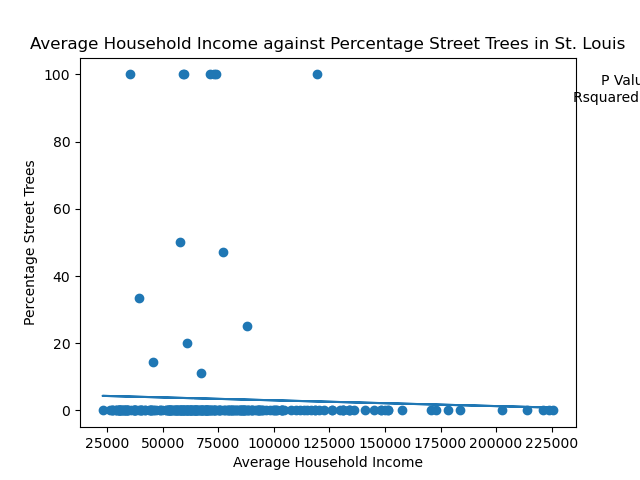 Average Household Income against Percentage Street Trees in St. Louis
100
80
60
40
20
0
Percentage Street Trees
P Valu
Rsquared
25000 50000 75000 100000 125000 150000 175000 200000 225000
Average Household Income